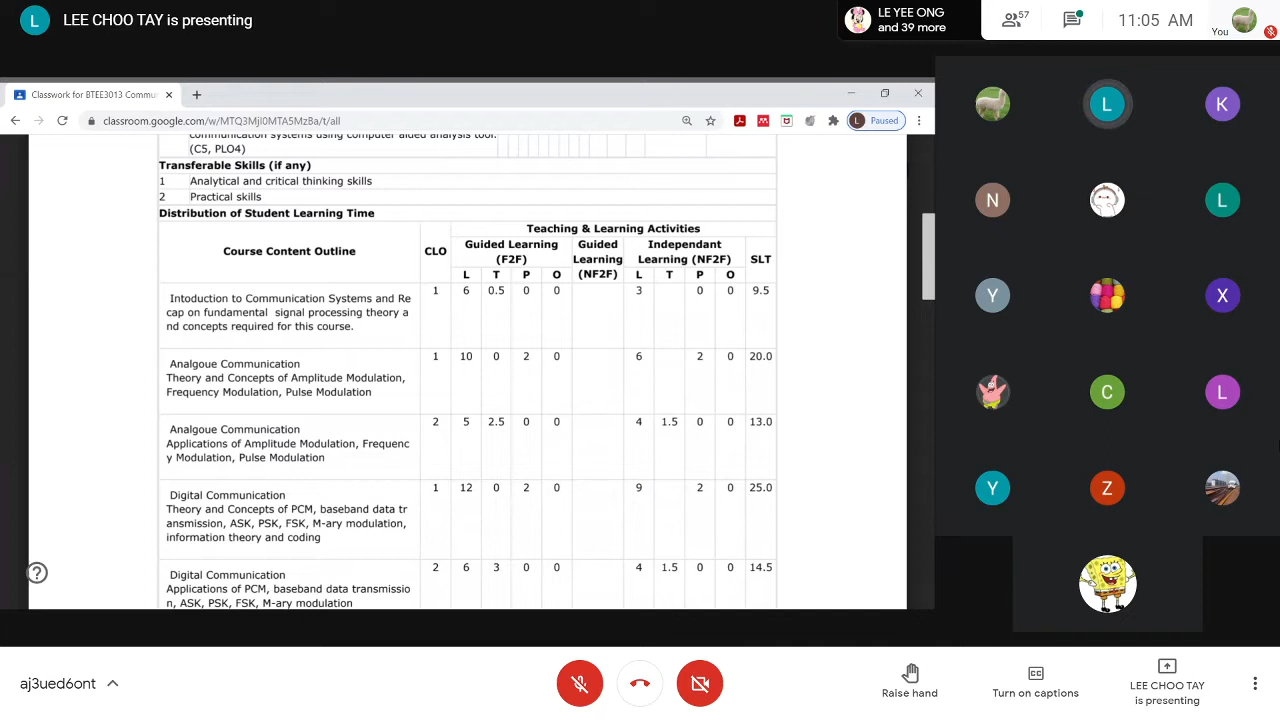 L LEE CHOO TAY is presenting
LE YEE ONG
and 39 more
57
11:05 AM
You
Classwork for BTEE3013 Commu
classroom.google.com/w/MTQ3MjI0MTA5MzBa/t/all
L Paused
communication systems using computer aided analysis tool.
(C5, PLO4)
Transferable Skills (if any)
1 Analytical and critical thinking skills
2 Practical skills
Distribution of Student Learning Time
Teaching & Learning Activities
Course Content Outline CLO Guided Learning (F2F) Guided Learning (NF2F) Independant Learning (NF2F) SLT
L T P O L T P O
Intoduction to Communication Systems and Re 1 6 0.5 0 0 3 0 0 9.5
cap on fundamental signal processing theory a
nd concepts required for this course.
Analgoue Communication 1 10 0 2 0 6 2 0 20.0
Theory and Concepts of Amplitude Modulation,
Frequency Modulation, Pulse Modulation
Analgoue Communication 2 5 2.5 0 0 4 1.5 0 0 13.0
Applications of Amplitude Modulation, Frequenc
y Modulation, Pulse Modulation
Digital Communication 1 12 0 2 0 9 2 0 25.0
Theory and Concepts of PCM, baseband data tr
ansmission, ASK, PSK, FSK, M-ary modulation,
information theory and coding
Digital Communication 2 6 3 0 0 4 1.5 0 0 14.5
Applications of PCM, baseband data transmissio
n, ASK, PSK, FSK, M-ary modulation
L K
N L
Y X
C L
Y Z
aj3ued6ont
Raise hand
Turn on captions
LEE CHOO TAY
is presenting